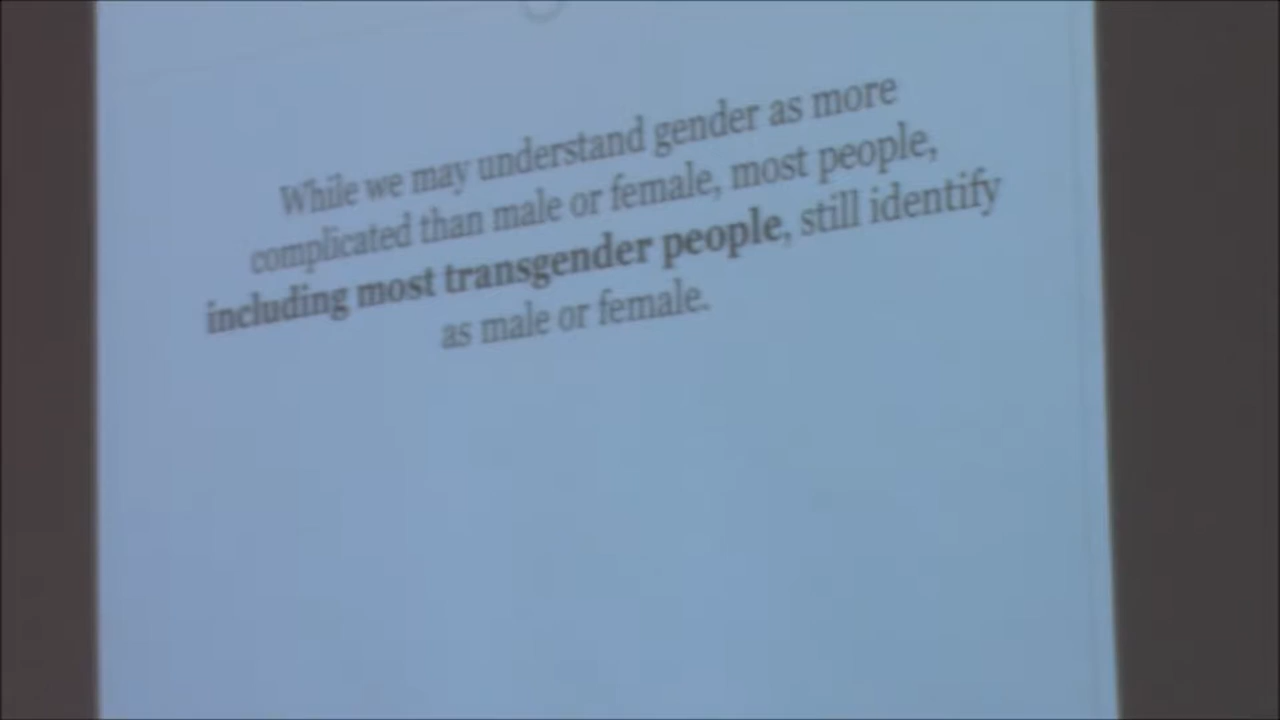 While we may understand gender as more
complicated than male or female, most people,
including most transgender people, still identify
as male or female.